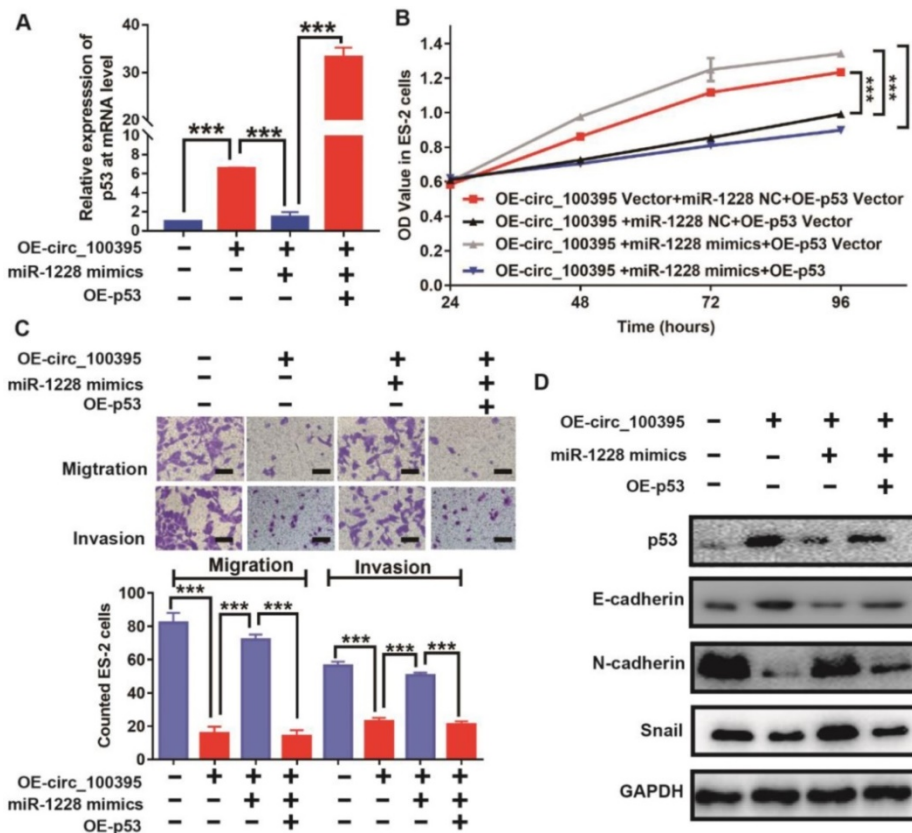 A
Relative expresssion of
p53 at mRNA level
40
30
20
10
8
6
4
2
0
***
***
***
OE-circ_100395 – + + +
miR-1228 mimics – – + +
OE-p53 – – – +
B
OD Value in ES-2 cells
1.4
1.2
1.0
0.8
0.6
0.4
0.2
0.0
24 48 72 96
Time (hours)
***
***
***
OE-circ_100395 Vector+miR-1228 NC+OE-p53 Vector
OE-circ_100395 +miR-1228 NC+OE-p53 Vector
OE-circ_100395 +miR-1228 mimics+OE-p53 Vector
OE-circ_100395 +miR-1228 mimics+OE-p53
C
OE-circ_100395 – + + +
miR-1228 mimics – – + +
OE-p53 – – – +
Migtration
Invasion
Migration Invasion
Counted ES-2 cells
100
80
60
40
20
0
*** *** *** *** *** ***
OE-circ_100395 – + + + – + + +
miR-1228 mimics – – + + – – + +
OE-p53 – – – + – – – +
D
OE-circ_100395 – + + +
miR-1228 mimics – – + +
OE-p53 – – – +
p53
E-cadherin
N-cadherin
Snail
GAPDH